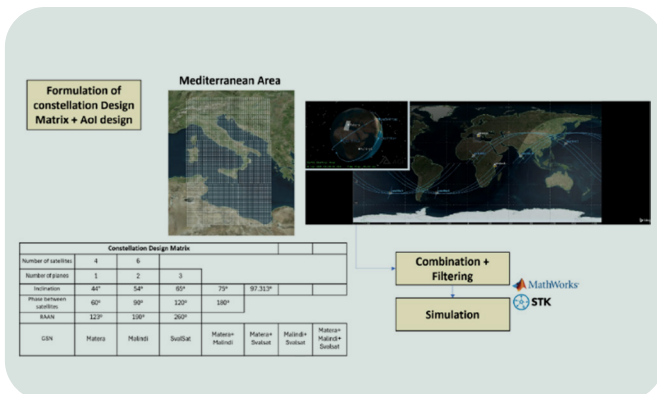 Formulation of
constellation Design
Matrix + AoI design
Mediterranean Area
Constellation Design Matrix
Number of satellites 4 6
Number of planes 1 2 3
Inclination 44° 54° 65° 75° 97.313°
Phase between
satellites 60° 90° 120° 180°
RAAN 123° 198° 260°
GSN Matera Malindi SvalSat Matera+
Malindi Matera+
Svalsat Malindi+
Svalsat Matera+
Malindi+
Svalsat
Combination +
Filtering
MathWorks
STK
Simulation